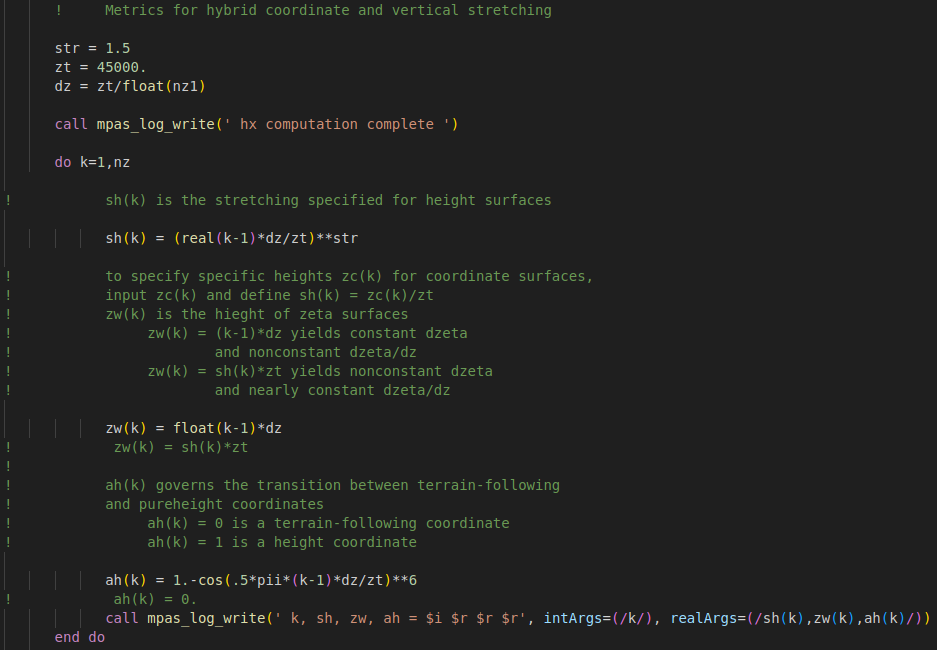 !     Metrics for hybrid coordinate and vertical stretching
str = 1.5
zt = 45000.
dz = zt/float(nz1)
call mpas_log_write(' hx computation complete ')
do k=1,nz
!           sh(k) is the stretching specified for height surfaces
sh(k) = (real(k-1)*dz/zt)**str
!           to specify specific heights zc(k) for coordinate surfaces,
!           input zc(k) and define sh(k) = zc(k)/zt
!           zw(k) is the hieght of zeta surfaces
!                zw(k) = (k-1)*dz yields constant dzeta
!                        and nonconstant dzeta/dz
!                zw(k) = sh(k)*zt yields nonconstant dzeta
!                        and nearly constant dzeta/dz
zw(k) = float(k-1)*dz
!            zw(k) = sh(k)*zt
!
!           ah(k) governs the transition between terrain-following
!           and pureheight coordinates
!                ah(k) = 0 is a terrain-following coordinate
!                ah(k) = 1 is a height coordinate
ah(k) = 1.-cos(.5*pii*(k-1)*dz/zt)**6
!            ah(k) = 0.
call mpas_log_write(' k, sh, zw, ah = $i $r $r $r', intArgs=(/k/), realArgs=(/sh(k),zw(k),ah(k)/))
end do